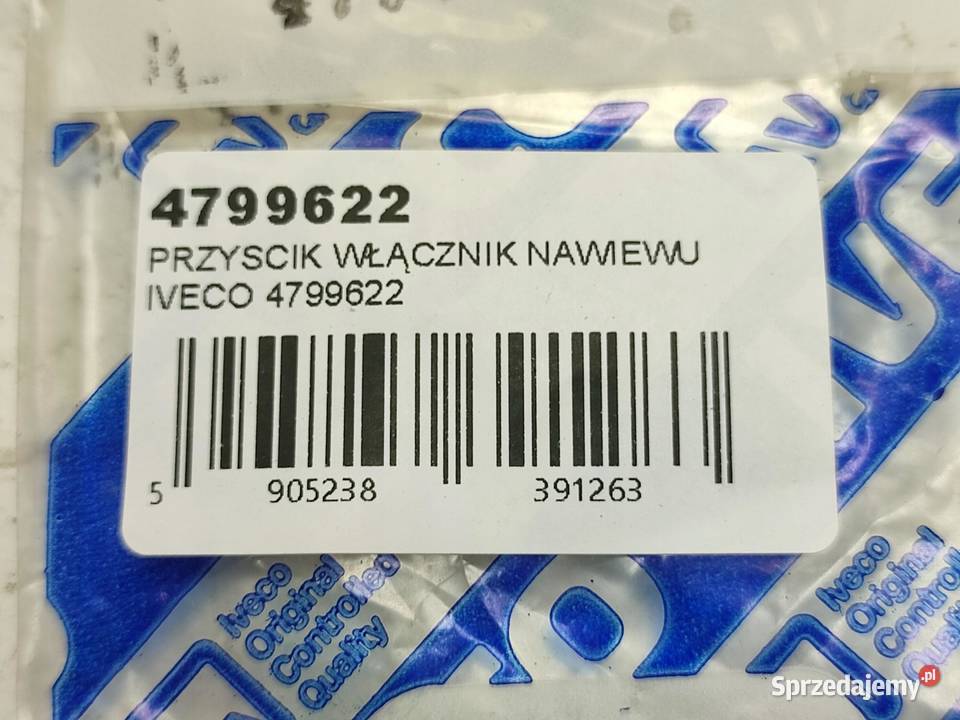 4799622
PRZYSCIK WŁĄCZNIK NAWIEWU
IVECO 4799622
5 905238 391263
Iveco
Original
Controlled
Quality
Iveco
Original
Controlled
Quality
Sprzedajemy.pl